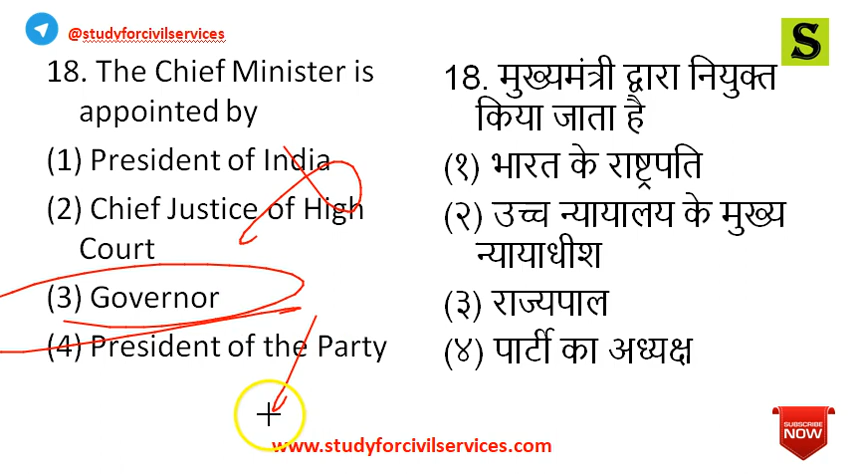 @studyforcivilservices
S
18. The Chief Minister is
appointed by
(1) President of India
(2) Chief Justice of High
Court
(3) Governor
(4) President of the Party
18. मुख्यमंत्री द्वारा नियुक्त
किया जाता है
(१) भारत के राष्ट्रपति
(२) उच्च न्यायालय के मुख्य
न्यायाधीश
(३) राज्यपाल
(४) पार्टी का अध्यक्ष
SUBSCRIBE
NOW
www.studyforcivilservices.com